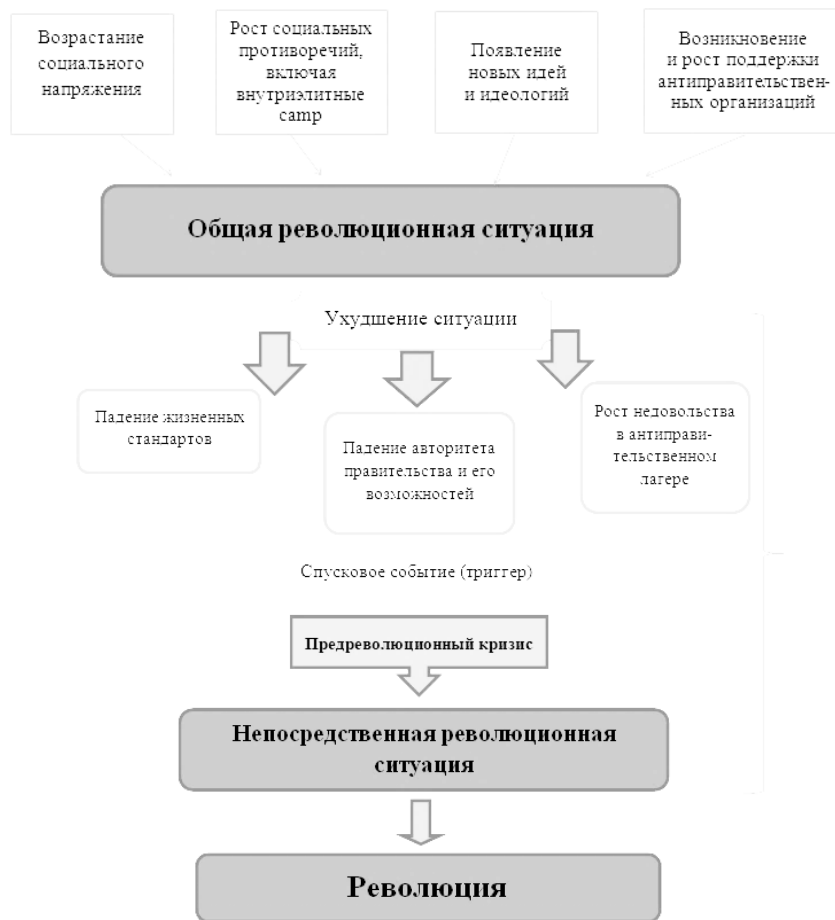 Возрастание
социального
напряжения
Рост социальных
противоречий,
включая
внутриэлитные
camp
Появление
новых идей
и идеологий
Возникновение
и рост поддержки
антиправительствен-
ных организаций
Общая революционная ситуация
Ухудшение ситуации
Падение жизненных
стандартов
Падение авторитета
правительства и его
возможностей
Рост недовольства
в антиправи-
тельственном
лагере
Спусковое событие (триггер)
Предреволюционный кризис
Непосредственная революционная
ситуация
Революция